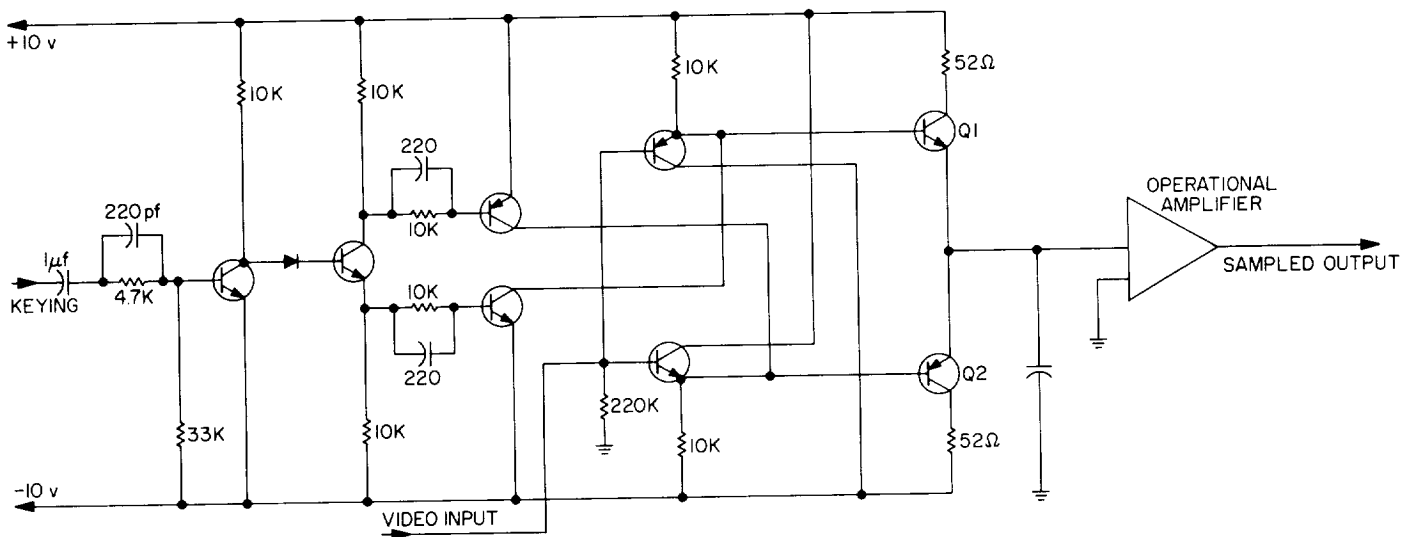 +10 v
10K
10K
10K
52Ω
Q1
220
10K
220pf
1μf
4.7K
KEYING
OPERATIONAL
AMPLIFIER
SAMPLED OUTPUT
10K
220
33K
10K
220K
10K
Q2
52Ω
-10 v
VIDEO INPUT